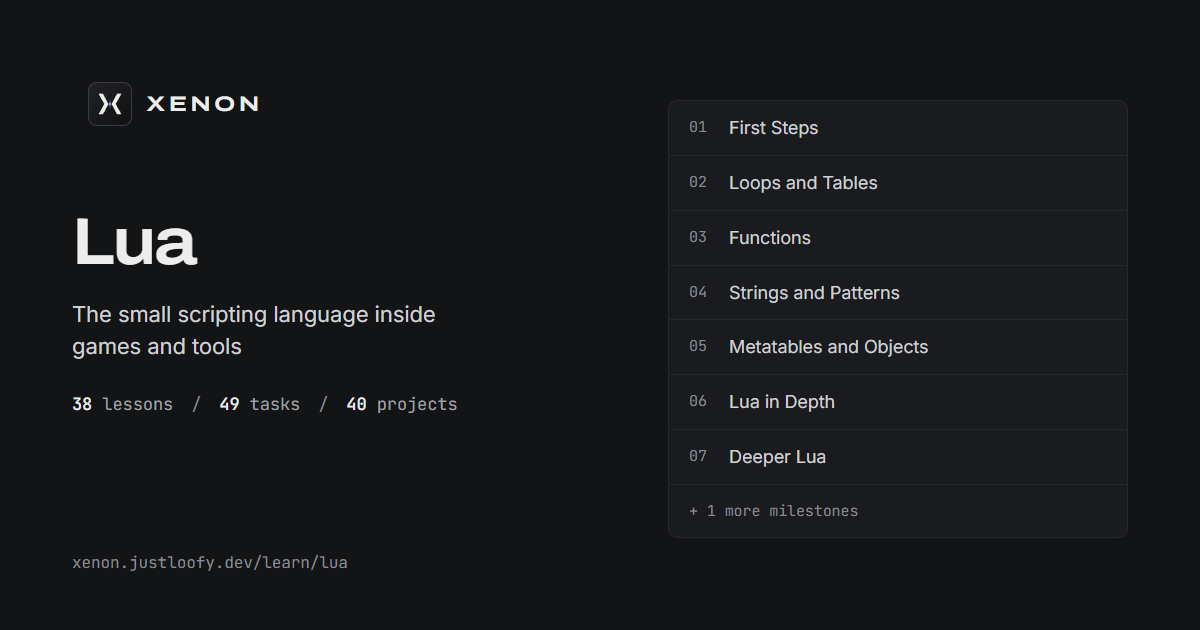 XENON
Lua
The small scripting language inside
games and tools
38 lessons / 49 tasks / 40 projects
xenon.justloofy.dev/learn/lua
01 First Steps
02 Loops and Tables
03 Functions
04 Strings and Patterns
05 Metatables and Objects
06 Lua in Depth
07 Deeper Lua
+ 1 more milestones